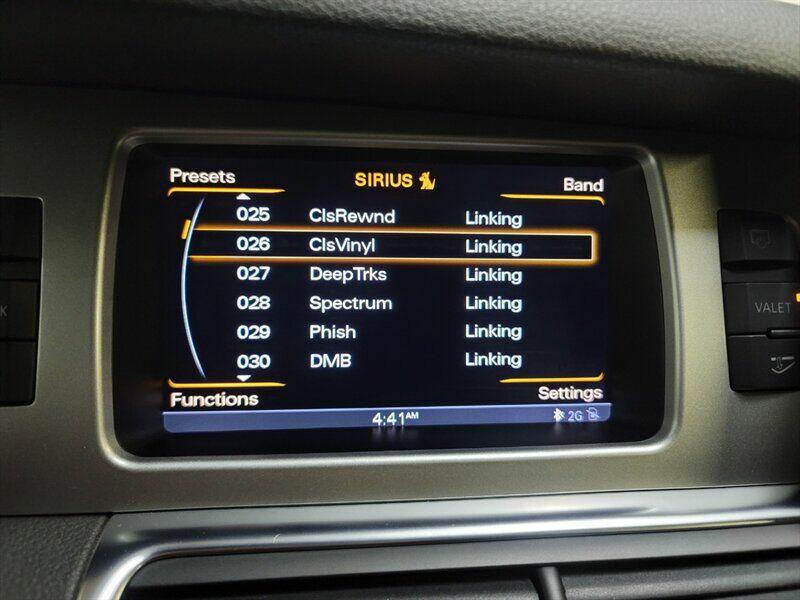 Presets SIRIUS Band
025 ClsRewnd Linking
026 ClsVinyl Linking
027 DeepTrks Linking
028 Spectrum Linking
029 Phish Linking
030 DMB Linking
Functions Settings
4:41AM 2G
K
VALET